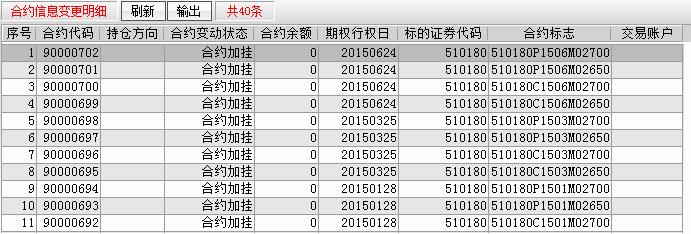 合约信息变更明细 刷新 输出 共40条
序号 合约代码 持仓方向 合约变动状态 合约余额 期权行权日 标的证券代码 合约标志 交易账户
1 90000702 合约加挂 0 20150624 510180 510180P1506M02700
2 90000701 合约加挂 0 20150624 510180 510180P1506M02650
3 90000700 合约加挂 0 20150624 510180 510180C1506M02700
4 90000699 合约加挂 0 20150624 510180 510180C1506M02650
5 90000698 合约加挂 0 20150325 510180 510180P1503M02700
6 90000697 合约加挂 0 20150325 510180 510180P1503M02650
7 90000696 合约加挂 0 20150325 510180 510180C1503M02700
8 90000695 合约加挂 0 20150325 510180 510180C1503M02650
9 90000694 合约加挂 0 20150128 510180 510180P1501M02700
10 90000693 合约加挂 0 20150128 510180 510180P1501M02650
11 90000692 合约加挂 0 20150128 510180 510180C1501M02700